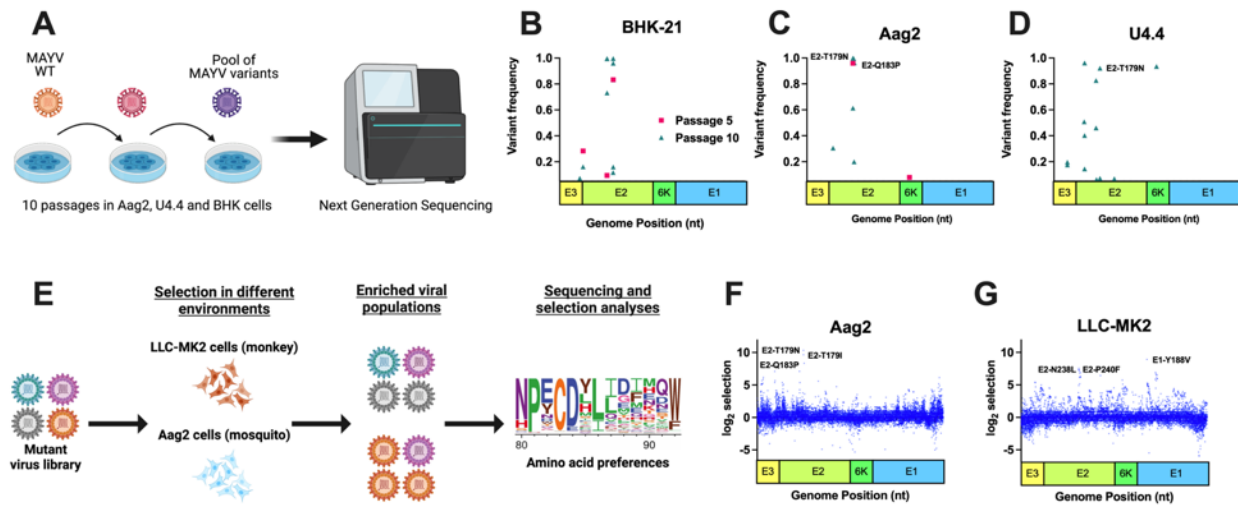 A
MAYV
WT
Pool of
MAYV variants
10 passages in Aag2, U4.4 and BHK cells
Next Generation Sequencing
B
BHK-21
Variant frequency
1.0
0.8
0.6
0.4
0.2
Passage 5
Passage 10
E3
E2
6K
E1
Genome Position (nt)
C
Aag2
Variant frequency
1.0
0.8
0.6
0.4
0.2
E2-T179N
E2-Q183P
E3
E2
6K
E1
Genome Position (nt)
D
U4.4
Variant frequency
1.0
0.8
0.6
0.4
0.2
E2-T179N
E3
E2
6K
E1
Genome Position (nt)
E
Mutant
virus library
Selection in different
environments
LLC-MK2 cells (monkey)
Aag2 cells (mosquito)
Enriched viral
populations
Sequencing and
selection analyses
80
90
Amino acid preferences
F
Aag2
log2 selection
10
5
0
-5
E2-T179N
E2-T179I
E2-Q183P
E3
E2
6K
E1
Genome Position (nt)
G
LLC-MK2
log2 selection
10
5
0
-5
E1-Y188V
E2-N238L
E2-P240F
E3
E2
6K
E1
Genome Position (nt)